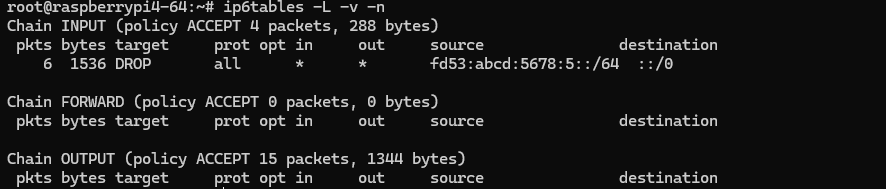 root@raspberrypi4-64:~# ip6tables -L -v -n
Chain INPUT (policy ACCEPT 4 packets, 288 bytes)
 pkts bytes target     prot opt in     out     source               destination
    6  1536 DROP       all      *      *       fd53:abcd:5678:5::/64  ::/0

Chain FORWARD (policy ACCEPT 0 packets, 0 bytes)
 pkts bytes target     prot opt in     out     source               destination

Chain OUTPUT (policy ACCEPT 15 packets, 1344 bytes)
 pkts bytes target     prot opt in     out     source               destination